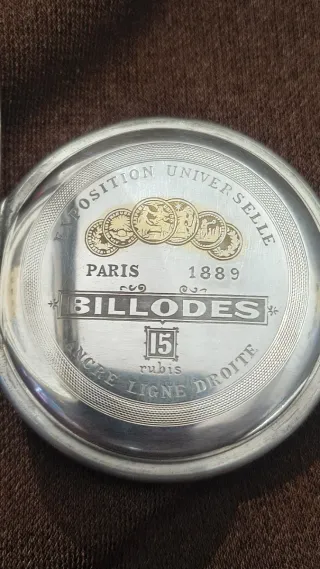 EXPOSITION UNIVERSELLE
PARIS 1889
BILLODES
15
rubis
ANCRE LIGNE DROITE